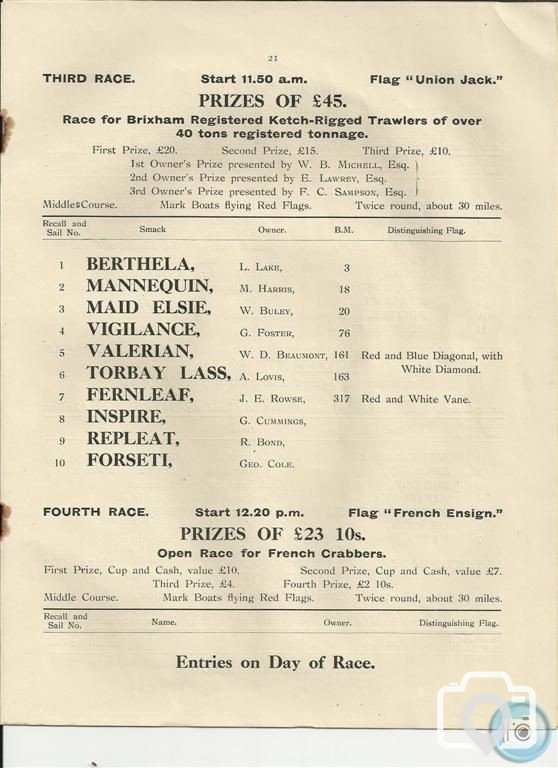 21
THIRD RACE. Start 11.50 a.m. Flag "Union Jack."
PRIZES OF £45.
Race for Brixham Registered Ketch-Rigged Trawlers of over
40 tons registered tonnage.
First Prize, £20. Second Prize, £15. Third Prize, £10.
1st Owner's Prize presented by W. B. MICHELL, Esq.
2nd Owner's Prize presented by E. LAWREY, Esq.
3rd Owner's Prize presented by F. C. SAMPSON, Esq.
Middle Course. Mark Boats flying Red Flags. Twice round, about 30 miles.
Recall and Sail No. Smack Owner. B.M. Distinguishing Flag.
1 BERTHELA, L. LAKE, 3
2 MANNEQUIN, M. HARRIS, 18
3 MAID ELSIE, W. BULEY, 20
4 VIGILANCE, G. FOSTER, 76
5 VALERIAN, W. D. BEAUMONT, 161 Red and Blue Diagonal, with
White Diamond.
6 TORBAY LASS, A. LOVIS, 163
7 FERNLEAF, J. E. ROWSE, 317 Red and White Vane.
8 INSPIRE, G. CUMMINGS,
9 REPLEAT, R. BOND,
10 FORSETI, GEO. COLE.
FOURTH RACE. Start 12.20 p.m. Flag "French Ensign."
PRIZES OF £23 10s.
Open Race for French Crabbers.
First Prize, Cup and Cash, value £10. Second Prize, Cup and Cash, value £7.
Third Prize, £4. Fourth Prize, £2 10s.
Middle Course. Mark Boats flying Red Flags. Twice round, about 30 miles.
Recall and Sail No. Name. Owner. Distinguishing Flag.
Entries on Day of Race.